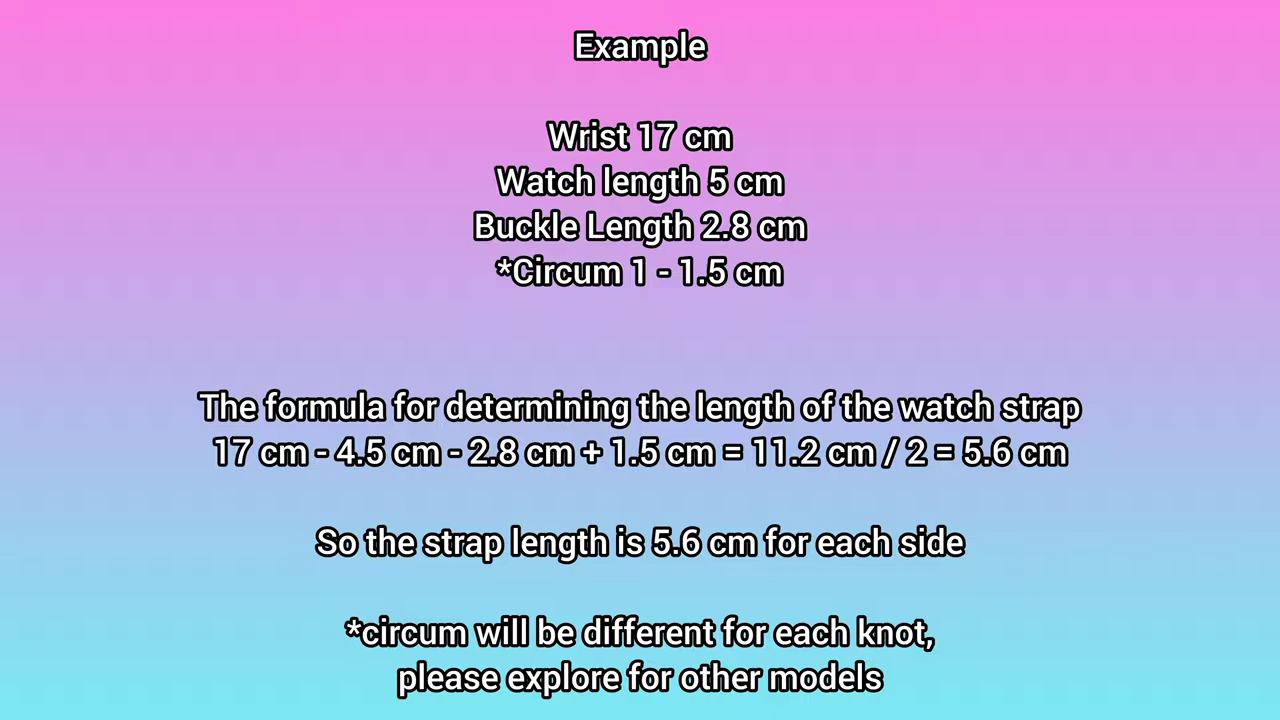 Example
Wrist 17 cm
Watch length 5 cm
Buckle Length 2.8 cm
*Circum 1 - 1.5 cm
The formula for determining the length of the watch strap
17 cm - 4.5 cm - 2.8 cm + 1.5 cm = 11.2 cm / 2 = 5.6 cm
So the strap length is 5.6 cm for each side
*circum will be different for each knot,
please explore for other models